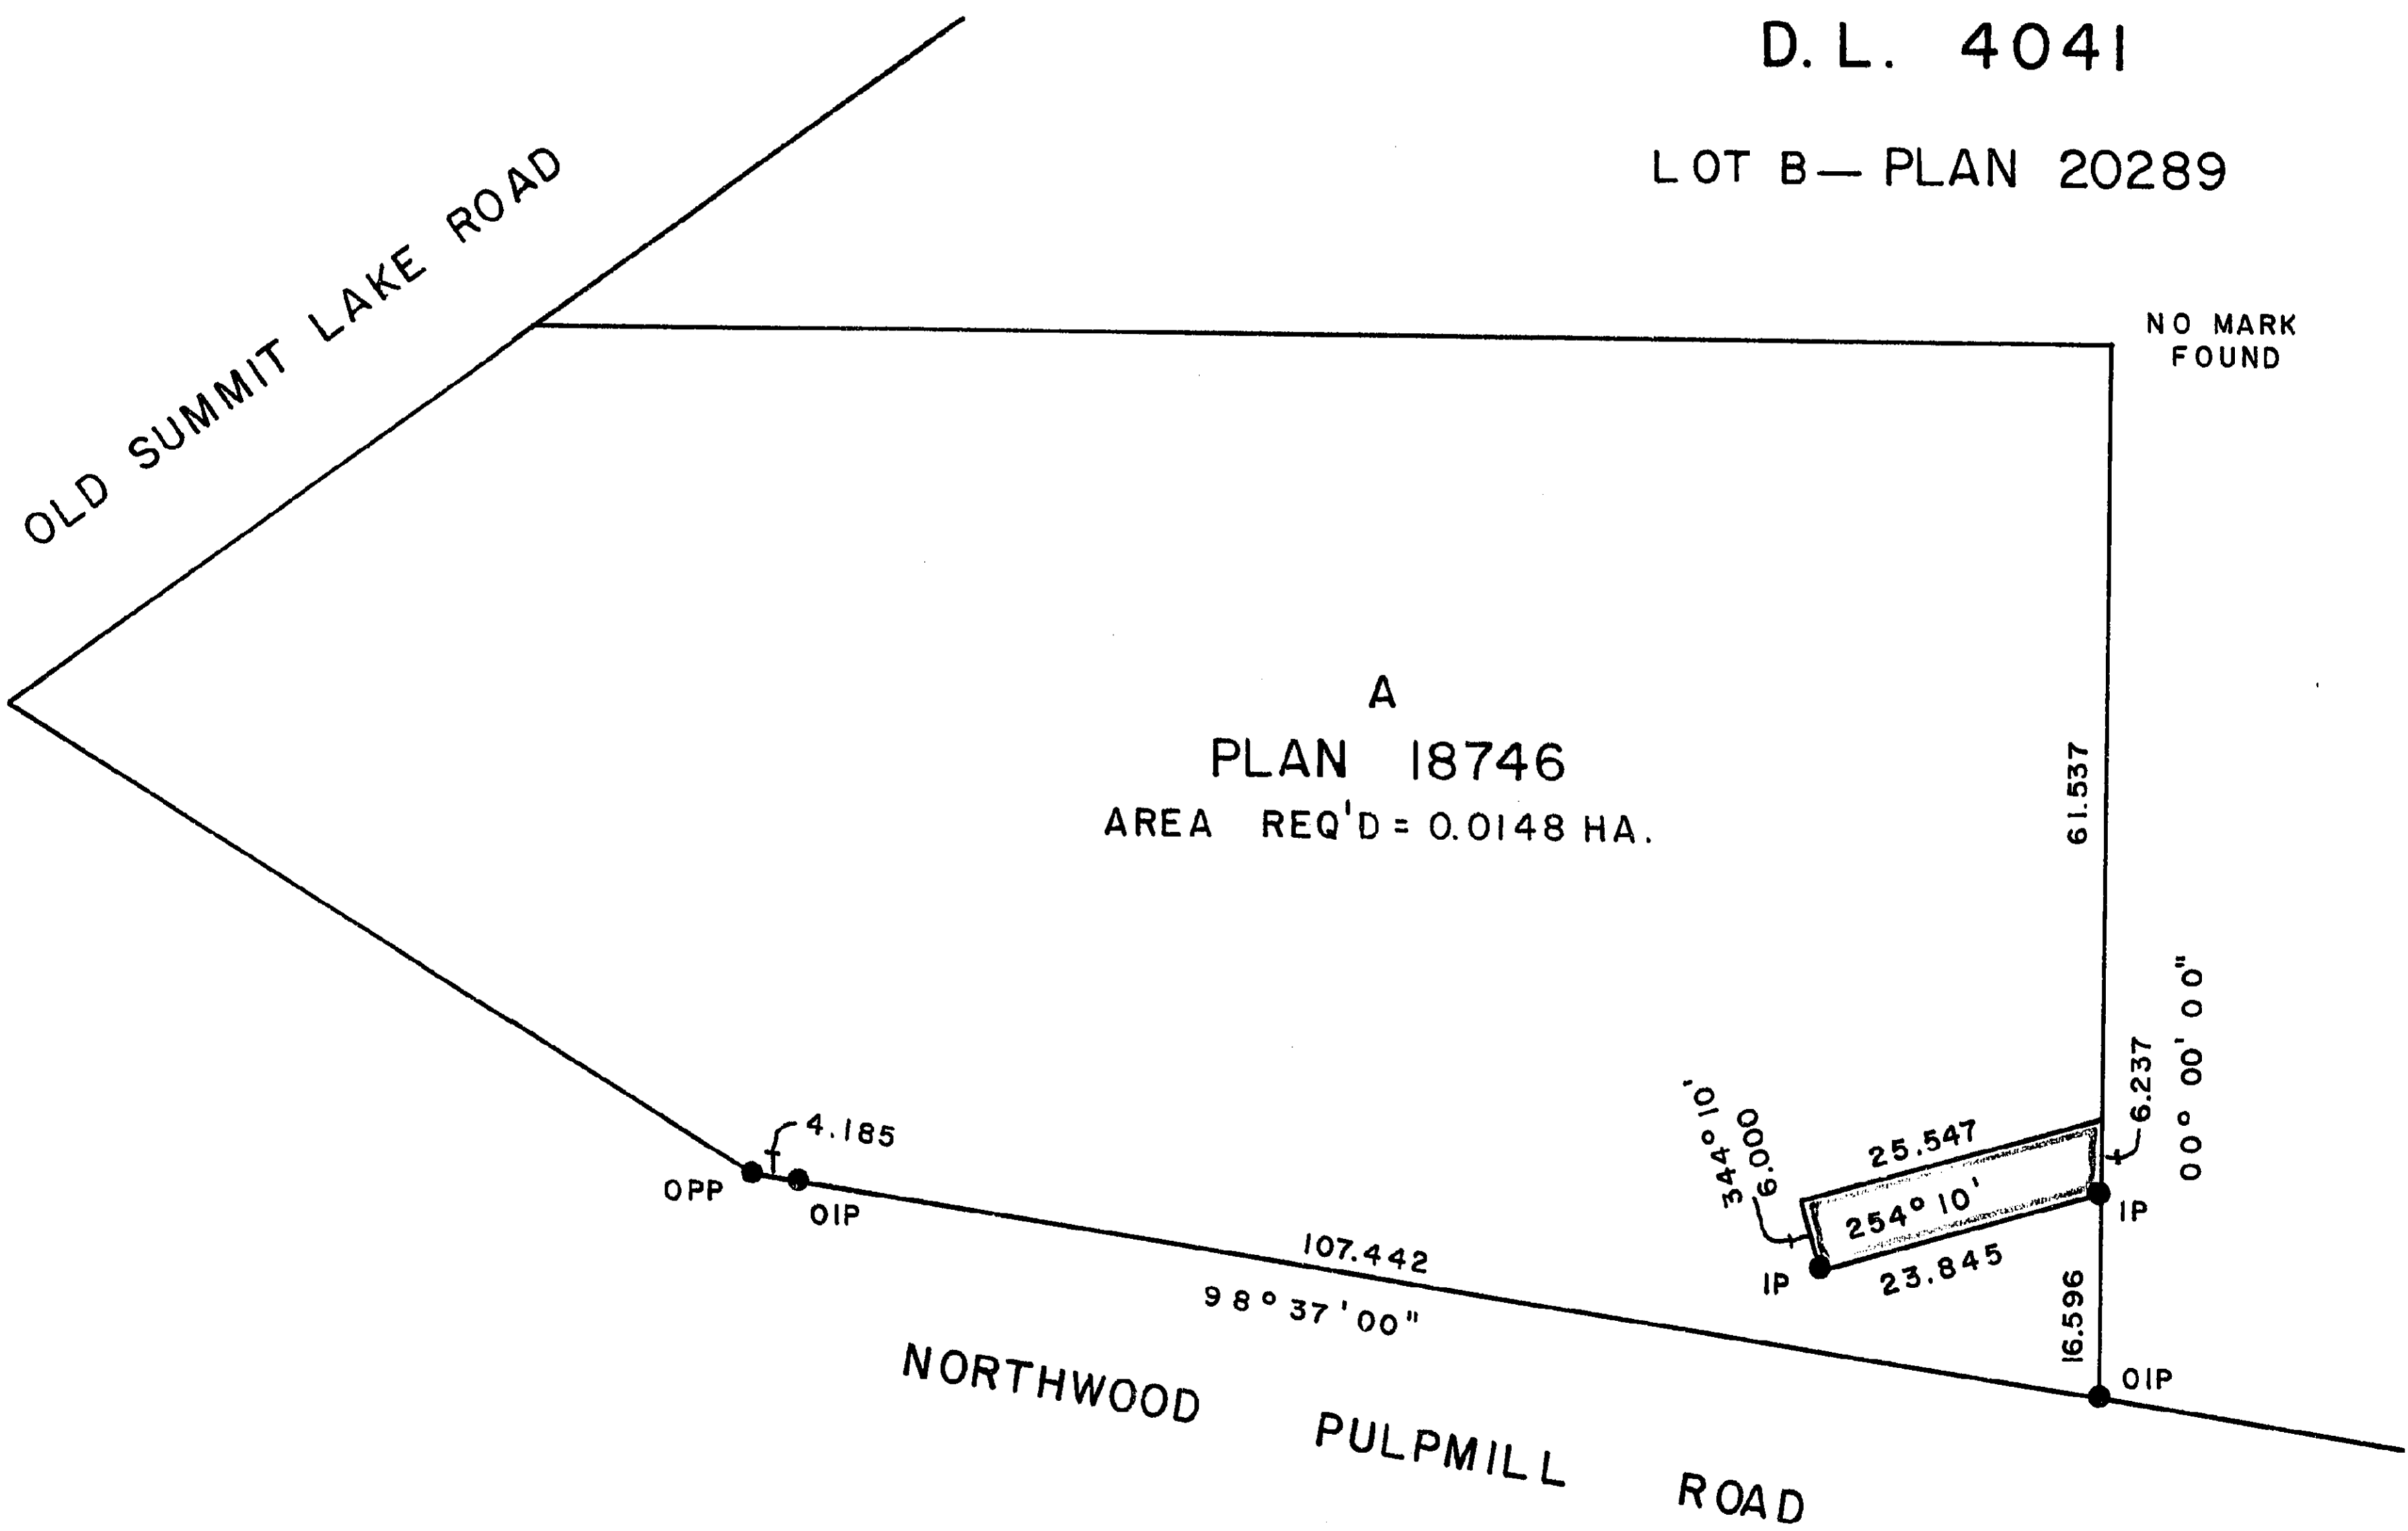 D. L. 4041
LOT B— PLAN 20289
OLD SUMMIT LAKE ROAD
NO MARK
FOUND
61.537
A
PLAN 18746
AREA REQ'D = 0.0148 HA.
00° 00' 00"
6.237
344° 10'
6.000
25.547
254° 10'
23.845
IP
IP
16.596
OIP
4.185
OPP
OIP
107.442
98° 37' 00"
NORTHWOOD PULPMILL ROAD